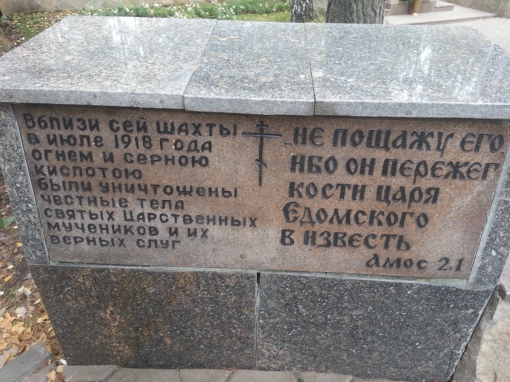 Вблизи сей шахты
в июле 1918 года
огнем и серною
кислотою
были уничтожены
честные тела
святых Царственных
мучеников и их
верных слуг
не пощажу его
ибо он пережег
кости царя
Едомского
в известь
Амос 2.1